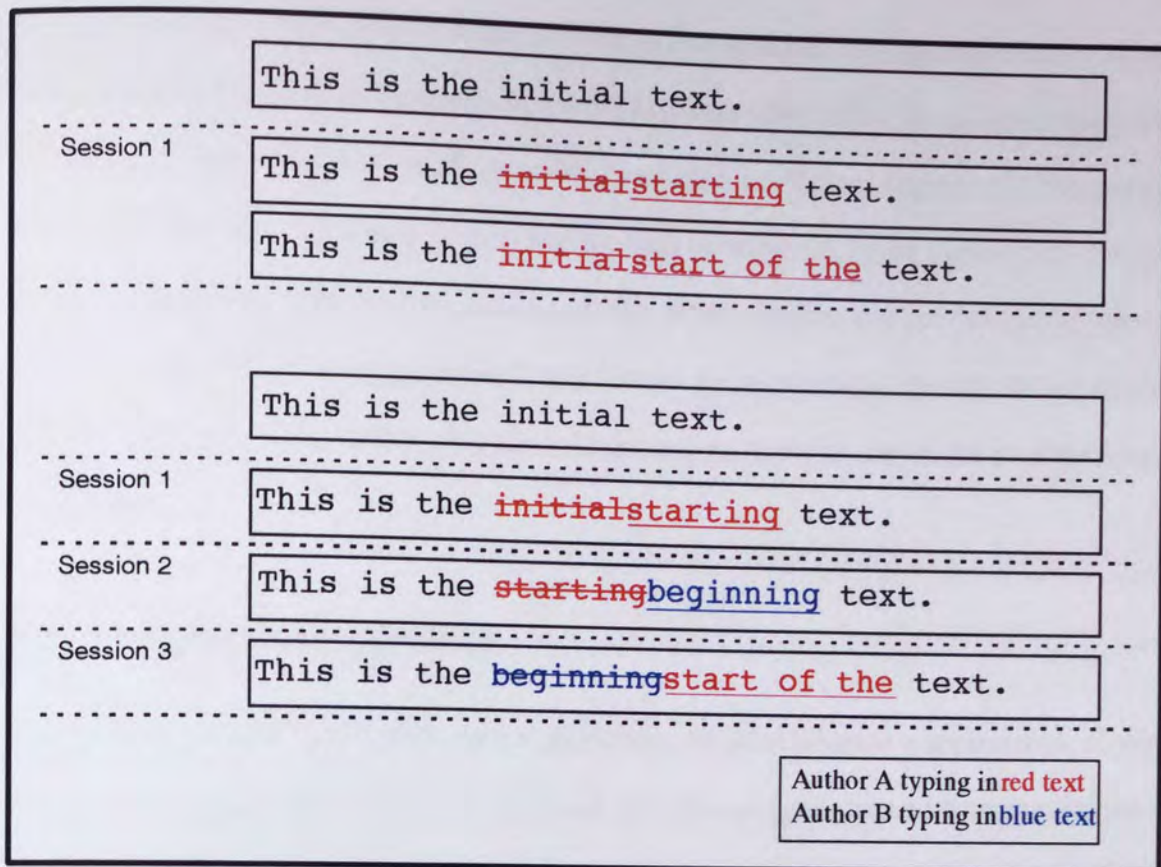 This is the initial text.
Session 1
This is the initialstarting text.
This is the initialstart of the text.
This is the initial text.
Session 1
This is the initialstarting text.
Session 2
This is the startingbeginning text.
Session 3
This is the beginningstart of the text.
Author A typing in red text
Author B typing in blue text